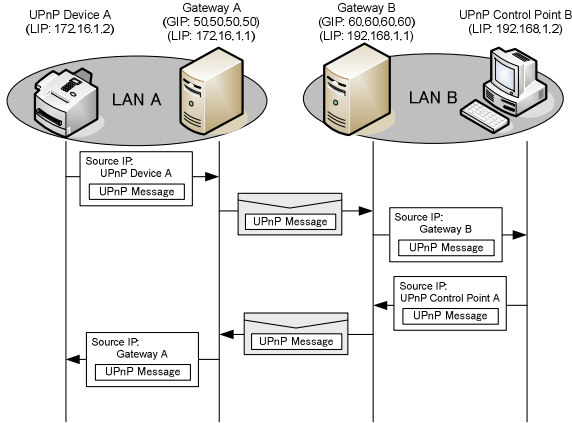 UPnP Device A
(LIP: 172.16.1.2)
Gateway A
(GIP: 50,50,50,50)
(LIP: 172,16,1.1)
Gateway B
(GIP: 60,60,60,60)
(LIP: 192,168,1,1)
UPnP Control Point B
(LIP: 192,168.1.2)
LAN A
LAN B
Source IP:
UPnP Device A
UPnP Message
UPnP Message
Source IP:
Gateway B
UPnP Message
Source IP:
UPnP Control Point A
UPnP Message
UPnP Message
Source IP:
Gateway A
UPnP Message